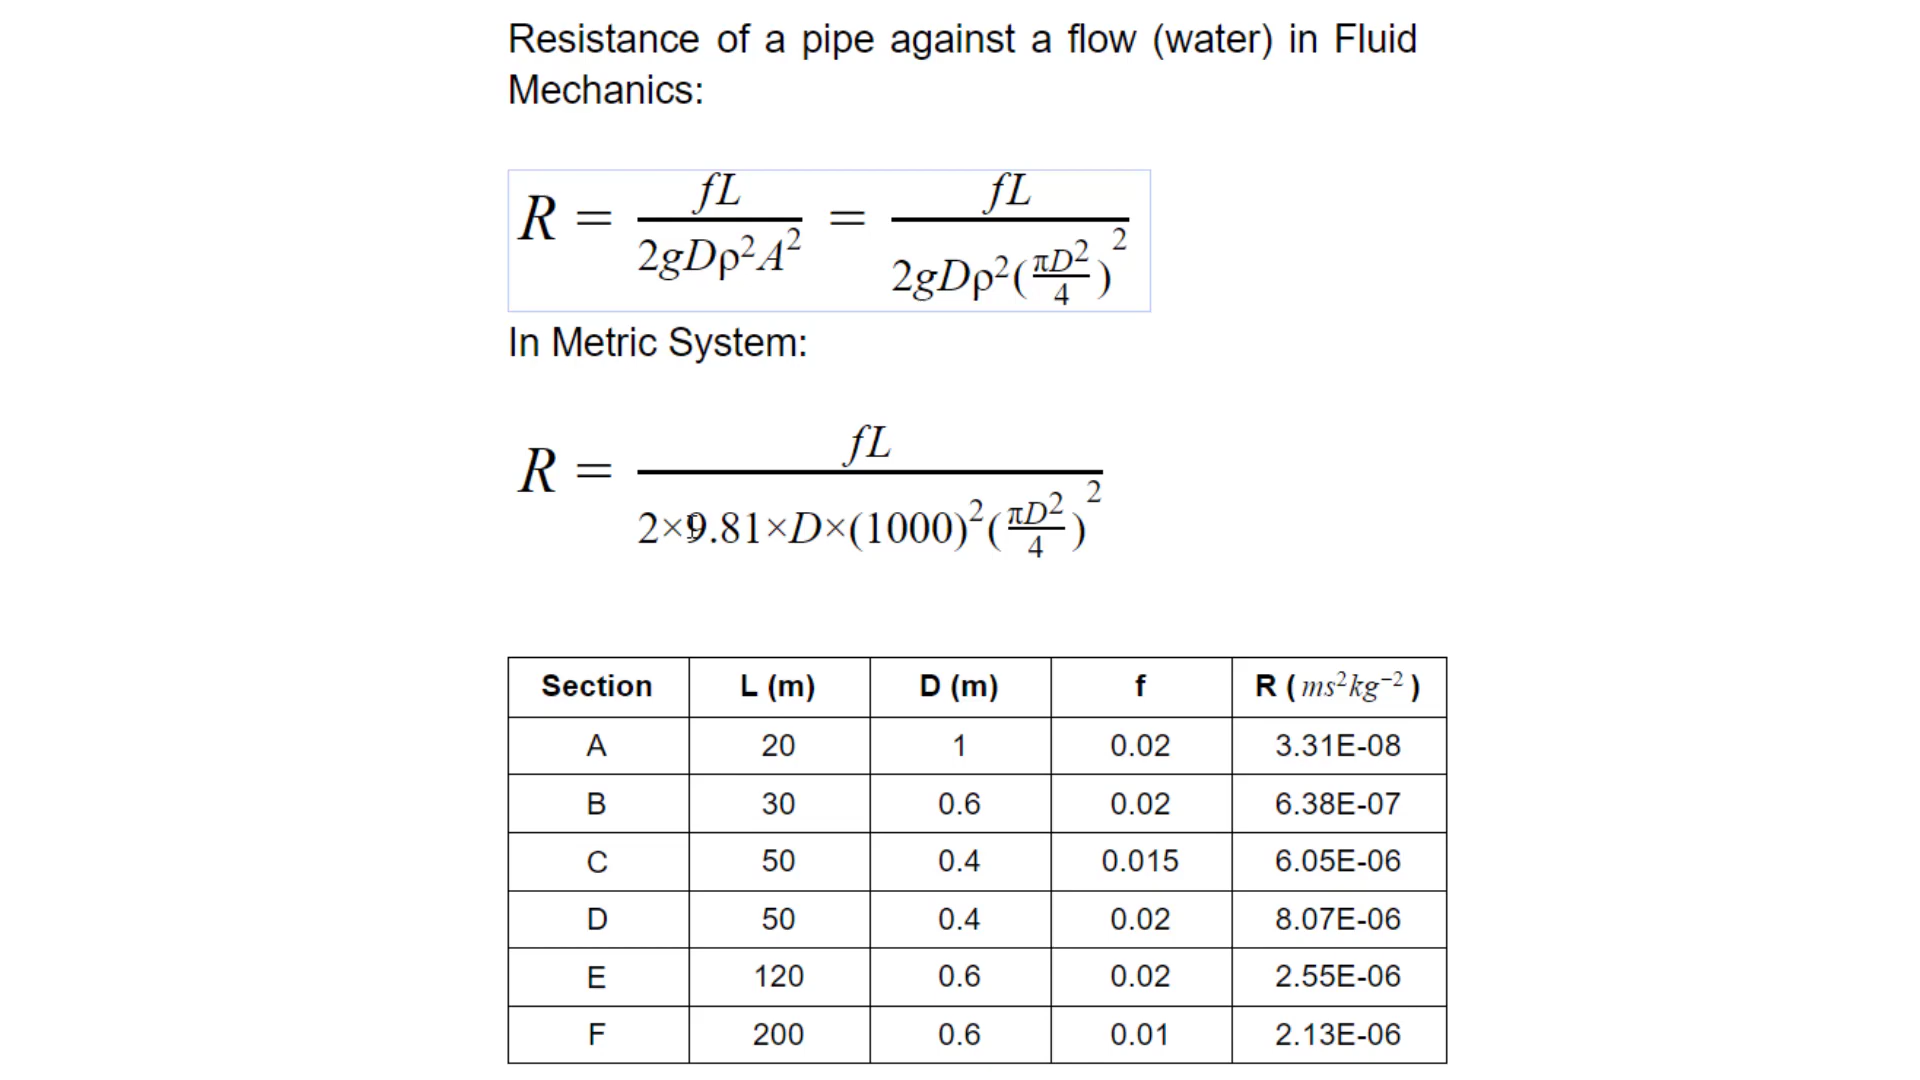 Resistance of a pipe against a flow (water) in Fluid
Mechanics:
R = fL / 2gDρ²A² = fL / 2gDρ²(πD²/4)²
In Metric System:
R = fL / 2×9.81×D×(1000)²(πD²/4)²
Section L (m) D (m) f R (ms²kg⁻²)
A 20 1 0.02 3.31E-08
B 30 0.6 0.02 6.38E-07
C 50 0.4 0.015 6.05E-06
D 50 0.4 0.02 8.07E-06
E 120 0.6 0.02 2.55E-06
F 200 0.6 0.01 2.13E-06